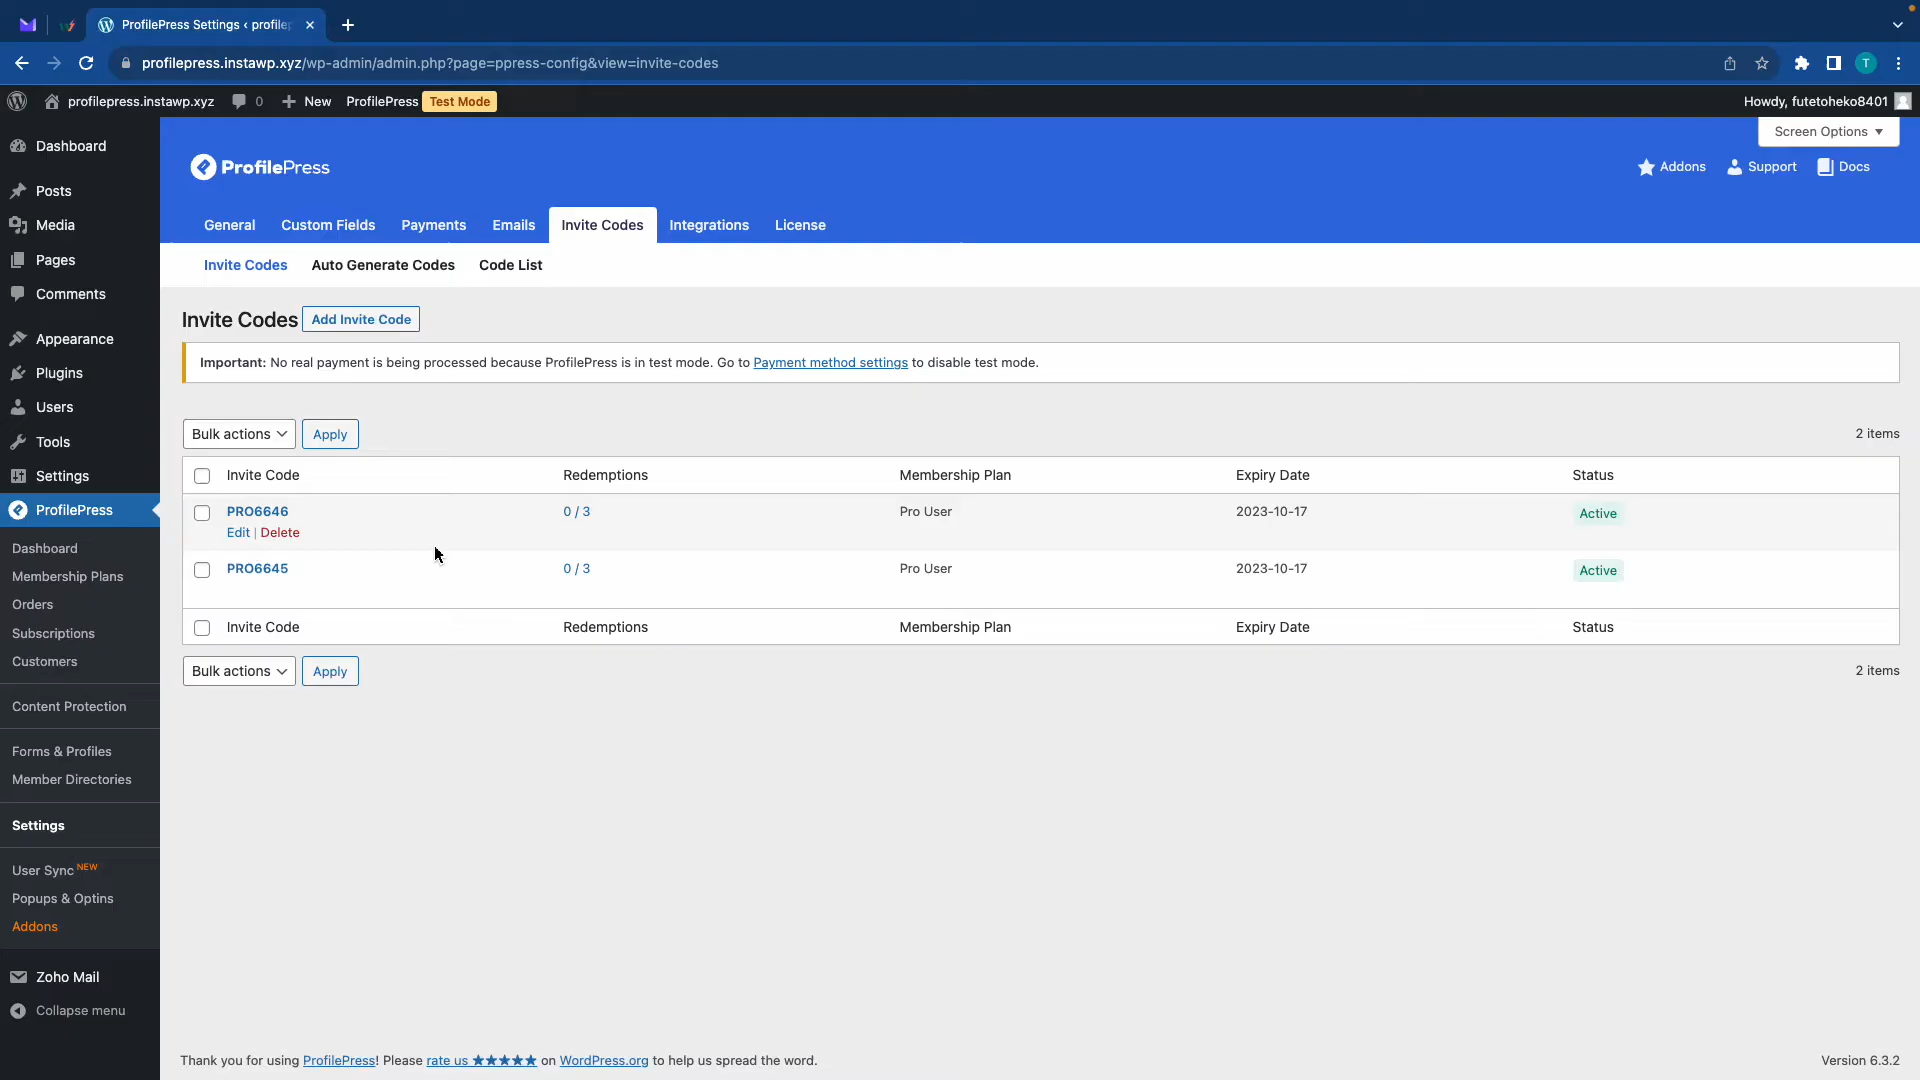 ProfilePress Settings ‹ profile
profilepress.instawp.xyz/wp-admin/admin.php?page=ppress-config&view=invite-codes
T
profilepress.instawp.xyz 0 New ProfilePress Test Mode Howdy, futetoheko8401
Screen Options
ProfilePress
Addons Support Docs
General Custom Fields Payments Emails Invite Codes Integrations License
Invite Codes Auto Generate Codes Code List
Dashboard
Posts
Media
Pages
Comments
Appearance
Plugins
Users
Tools
Settings
ProfilePress
Dashboard
Membership Plans
Orders
Subscriptions
Customers
Content Protection
Forms & Profiles
Member Directories
Settings
User Sync NEW
Popups & Optins
Addons
Zoho Mail
Collapse menu
Invite Codes Add Invite Code
Important: No real payment is being processed because ProfilePress is in test mode. Go to Payment method settings to disable test mode.
Bulk actions Apply 2 items
Invite Code Redemptions Membership Plan Expiry Date Status
PRO6646 0 / 3 Pro User 2023-10-17 Active
Edit | Delete
PRO6645 0 / 3 Pro User 2023-10-17 Active
Invite Code Redemptions Membership Plan Expiry Date Status
Bulk actions Apply 2 items
Thank you for using ProfilePress! Please rate us ★★★★★ on WordPress.org to help us spread the word. Version 6.3.2